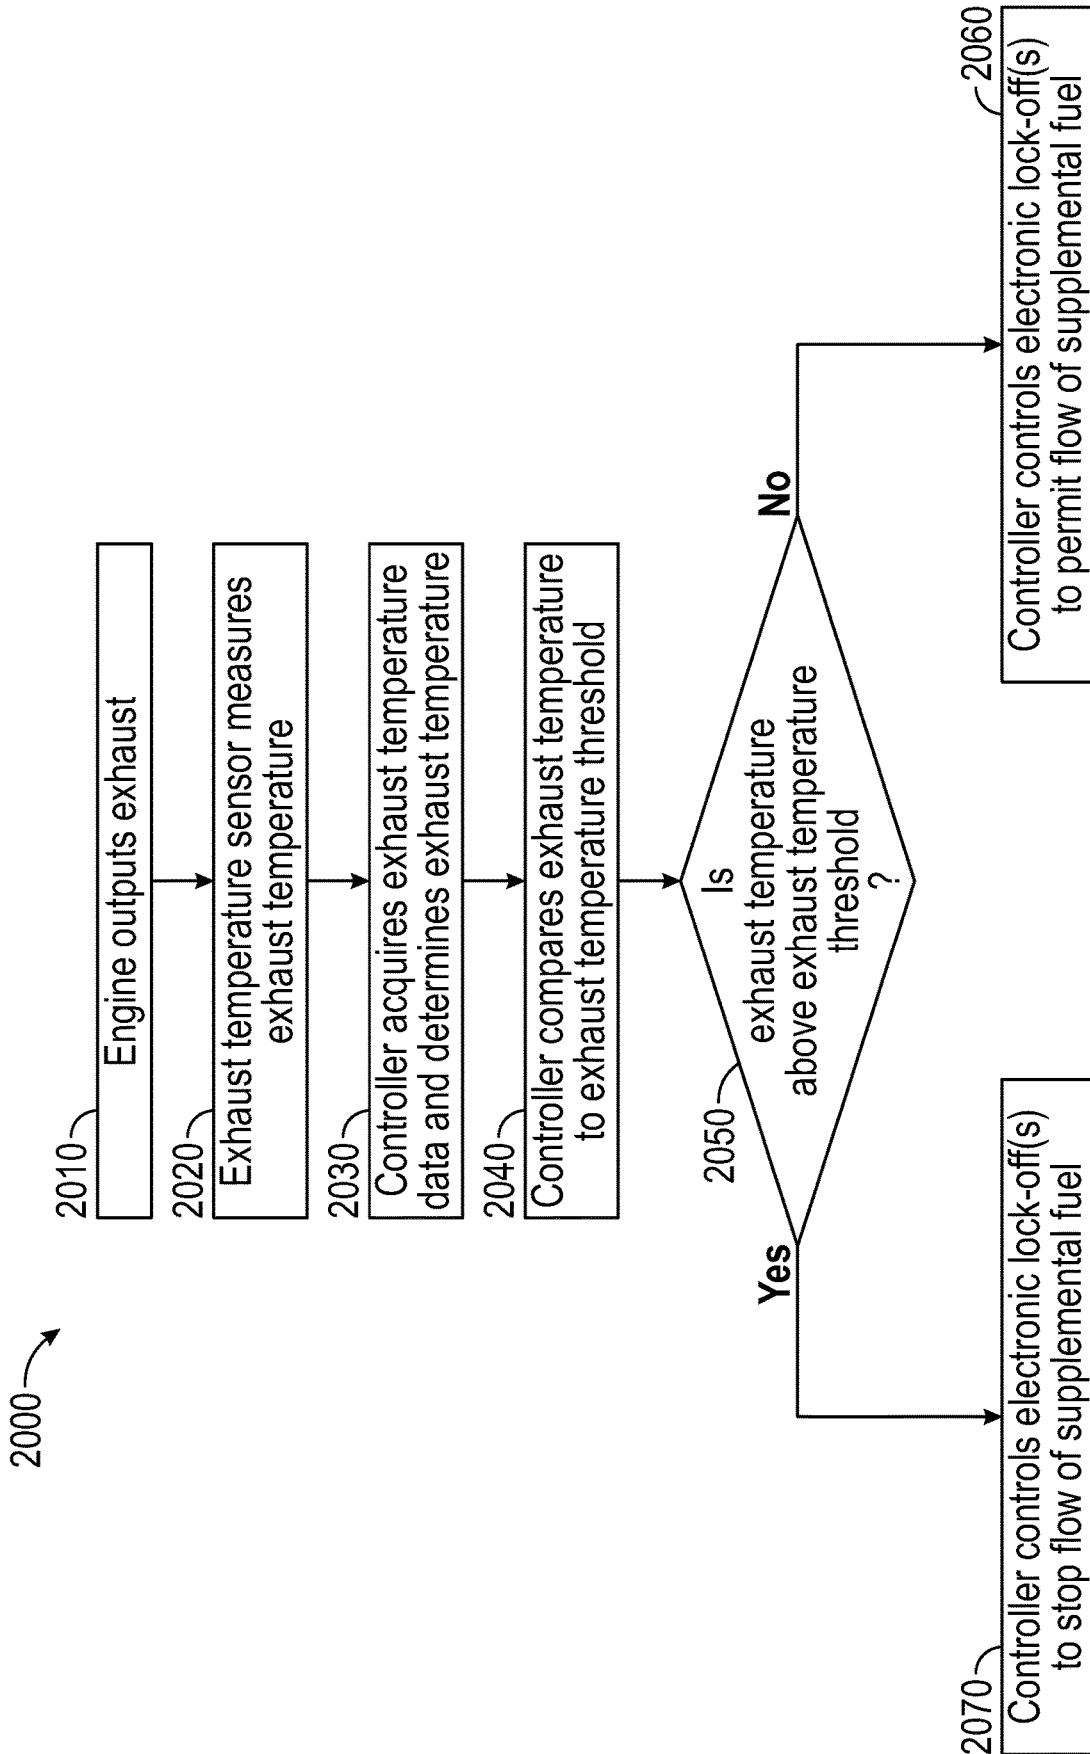 2000
2010
Engine outputs exhaust
2020
Exhaust temperature sensor measures
exhaust temperature
2030
Controller acquires exhaust temperature
data and determines exhaust temperature
2040
Controller compares exhaust temperature
to exhaust temperature threshold
2050
Is
exhaust temperature
above exhaust temperature
threshold
?
Yes
No
2070
Controller controls electronic lock-off(s)
to stop flow of supplemental fuel
2060
Controller controls electronic lock-off(s)
to permit flow of supplemental fuel